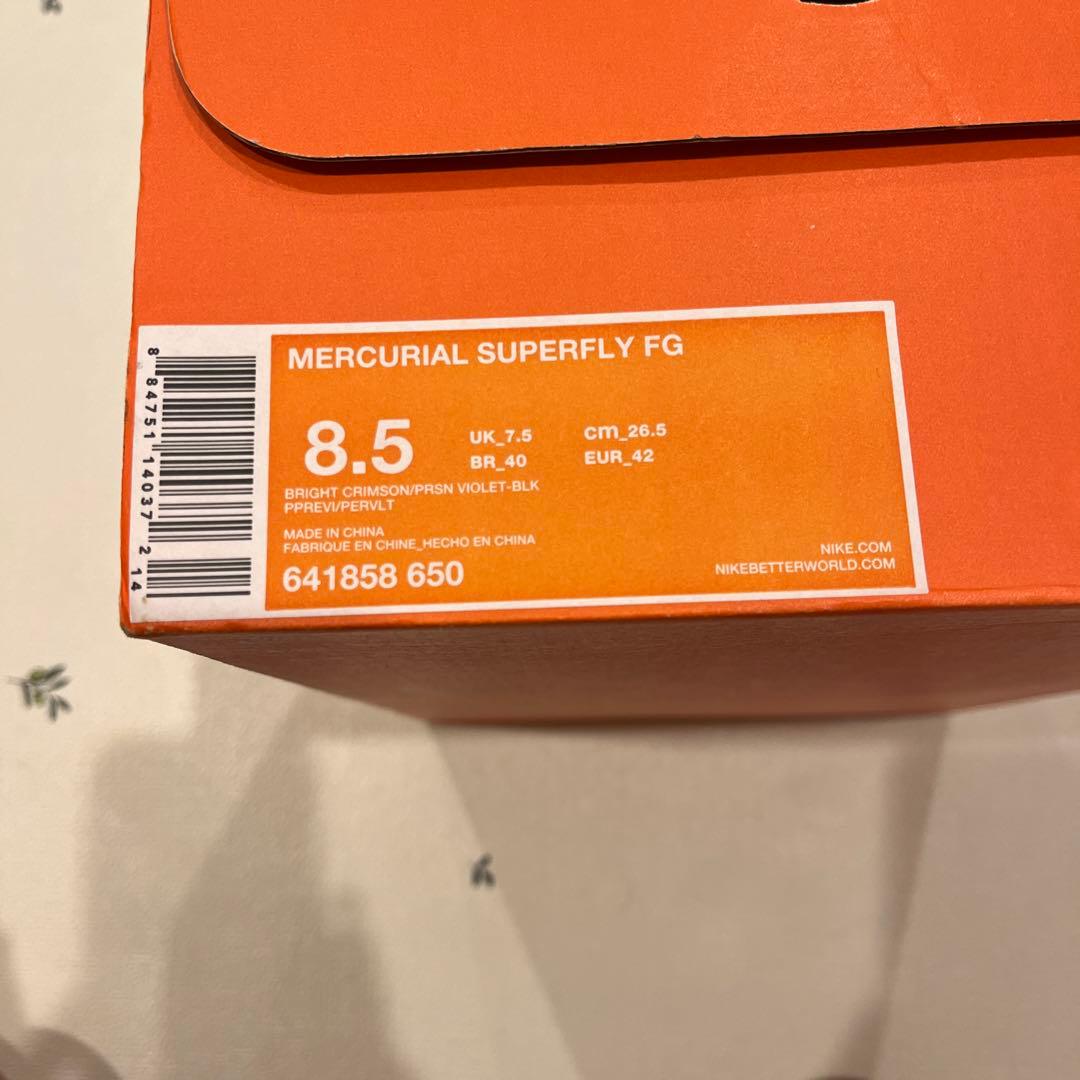 MERCURIAL SUPERFLY FG
8.5
UK_7.5 cm_26.5
BR_40 EUR_42
BRIGHT CRIMSON/PRSN VIOLET-BLK
PPREVI/PERVLT
MADE IN CHINA
FABRIQUE EN CHINE_HECHO EN CHINA
641858 650
NIKE.COM
NIKEBETTERWORLD.COM
8 84751 14037 2 14